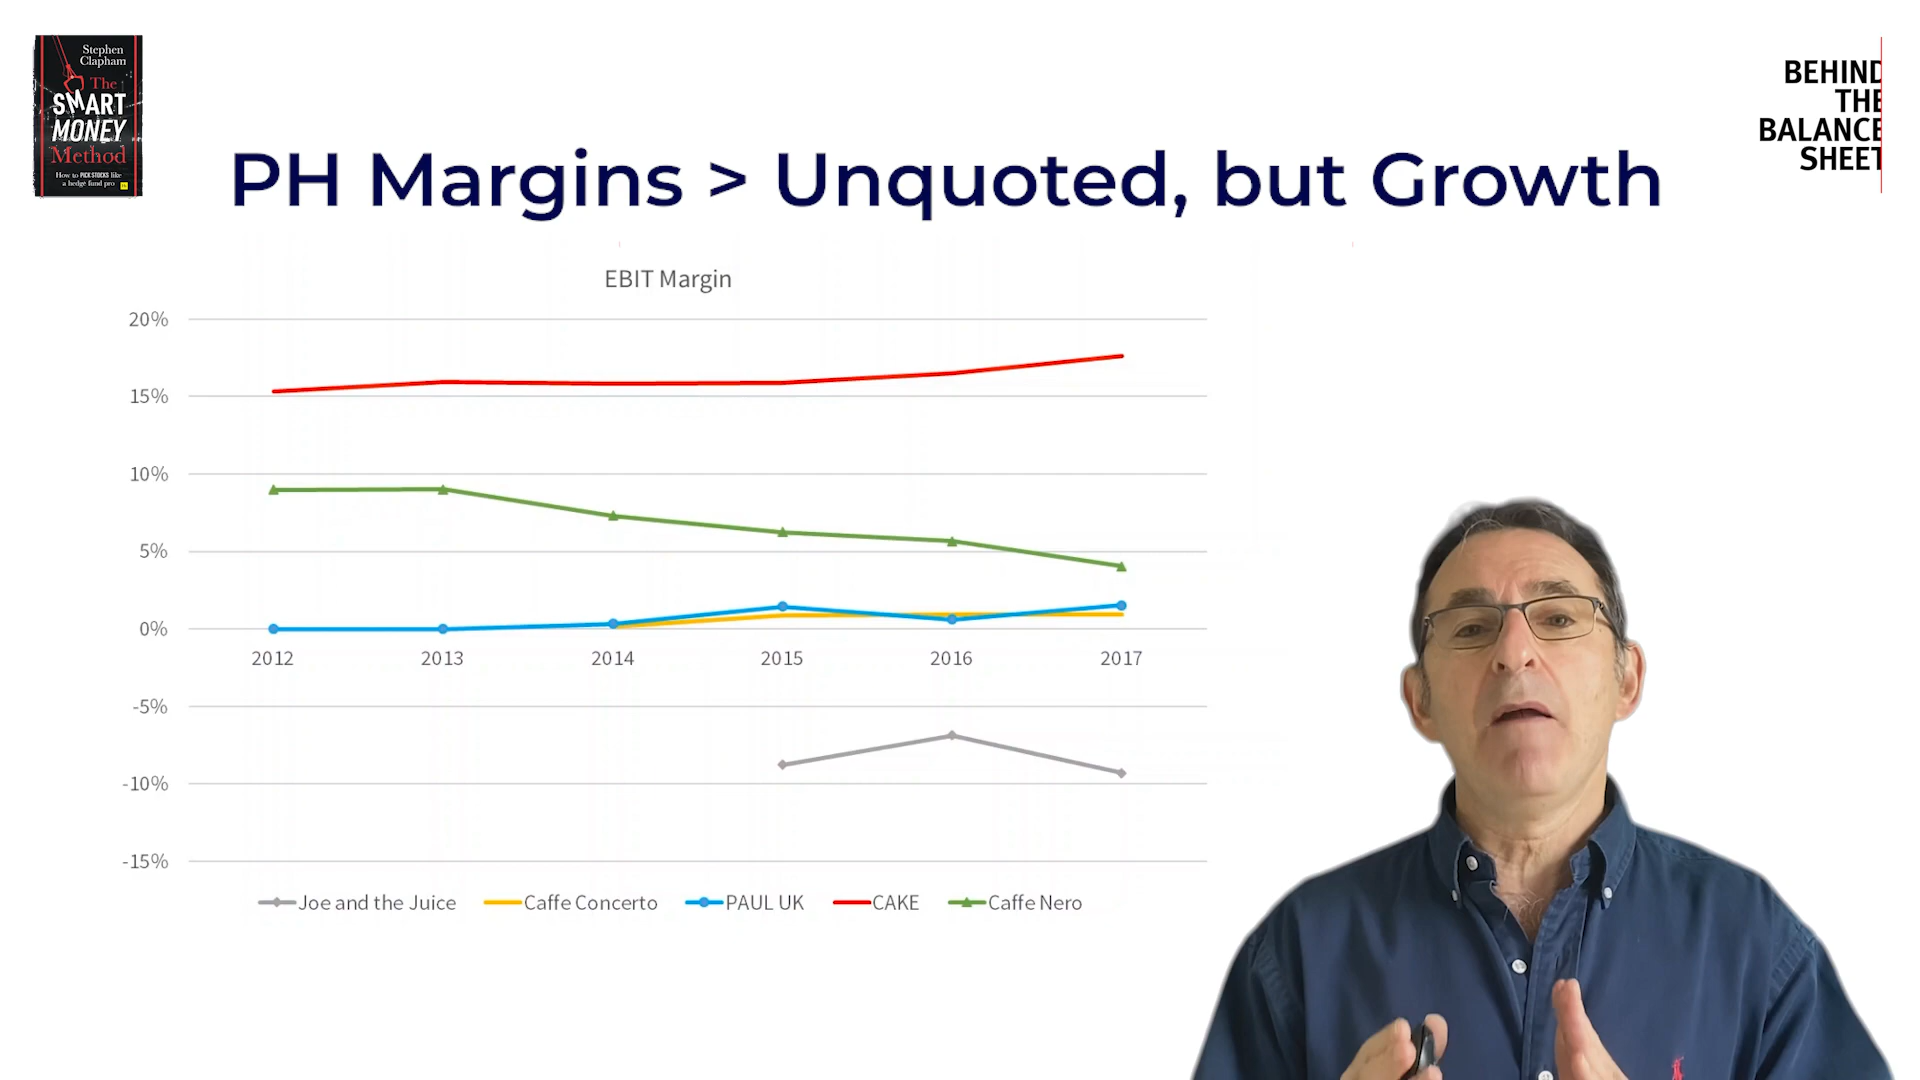 Stephen
Clapham
The
SMART
MONEY
Method
How to PICK STOCKS like
a hedge fund pro
BEHIND
THE
BALANCE
SHEET
PH Margins > Unquoted, but Growth
EBIT Margin
20%
15%
10%
5%
0%
-5%
-10%
-15%
2012 2013 2014 2015 2016 2017
Joe and the Juice Caffe Concerto PAUL UK CAKE Caffe Nero